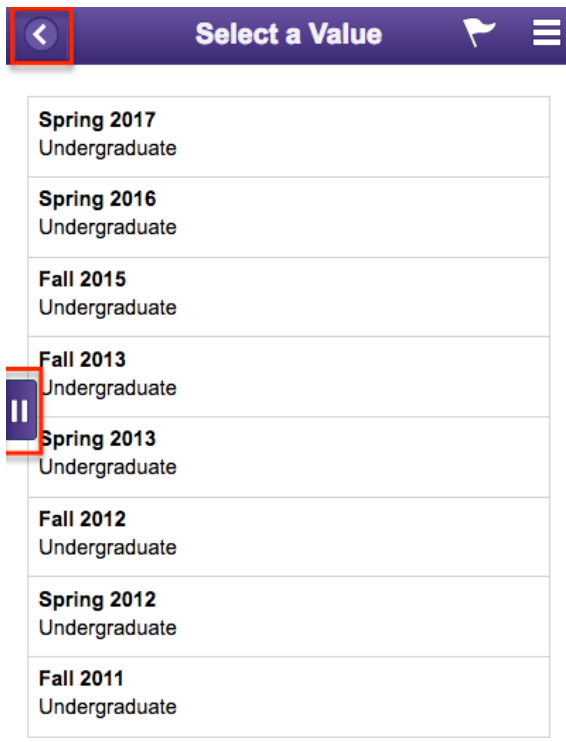 Select a Value
Spring 2017
Undergraduate
Spring 2016
Undergraduate
Fall 2015
Undergraduate
Fall 2013
Undergraduate
Spring 2013
Undergraduate
Fall 2012
Undergraduate
Spring 2012
Undergraduate
Fall 2011
Undergraduate